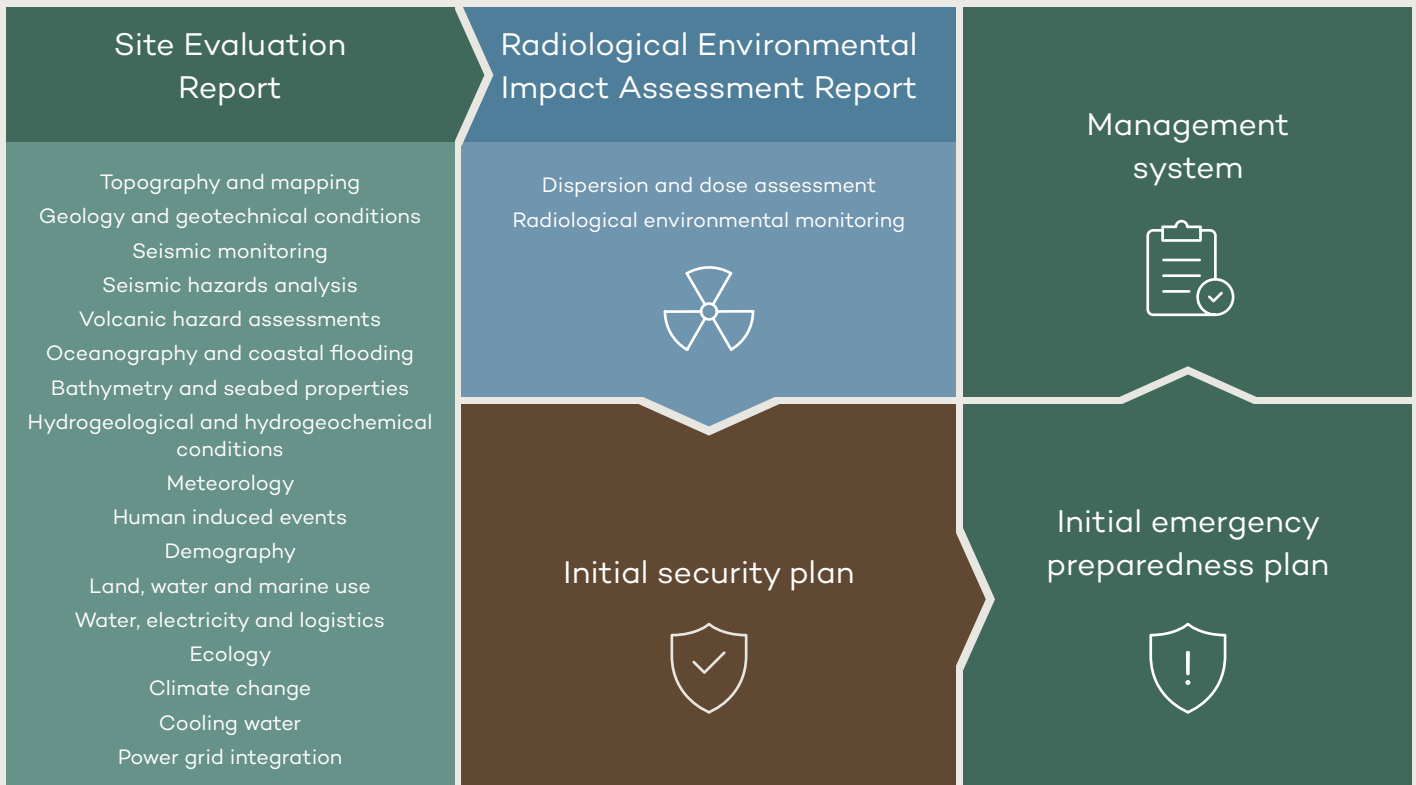 Site Evaluation
Report
Topography and mapping
Geology and geotechnical conditions
Seismic monitoring
Seismic hazards analysis
Volcanic hazard assessments
Oceanography and coastal flooding
Bathymetry and seabed properties
Hydrogeological and hydrogeochemical
conditions
Meteorology
Human induced events
Demography
Land, water and marine use
Water, electricity and logistics
Ecology
Climate change
Cooling water
Power grid integration
Radiological Environmental
Impact Assessment Report
Dispersion and dose assessment
Radiological environmental monitoring
Initial security plan
Initial emergency
preparedness plan
Management
system